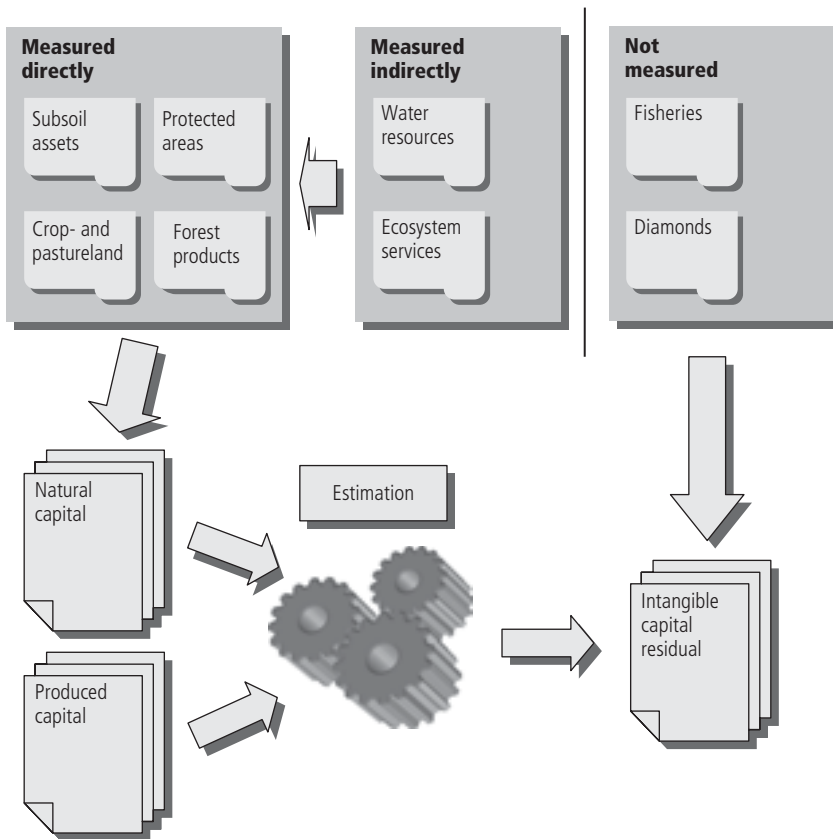 Measured
directly
Subsoil
assets
Protected
areas
Crop- and
pastureland
Forest
products
Measured
indirectly
Water
resources
Ecosystem
services
Not
measured
Fisheries
Diamonds
Natural
capital
Estimation
Produced
capital
Intangible
capital
residual